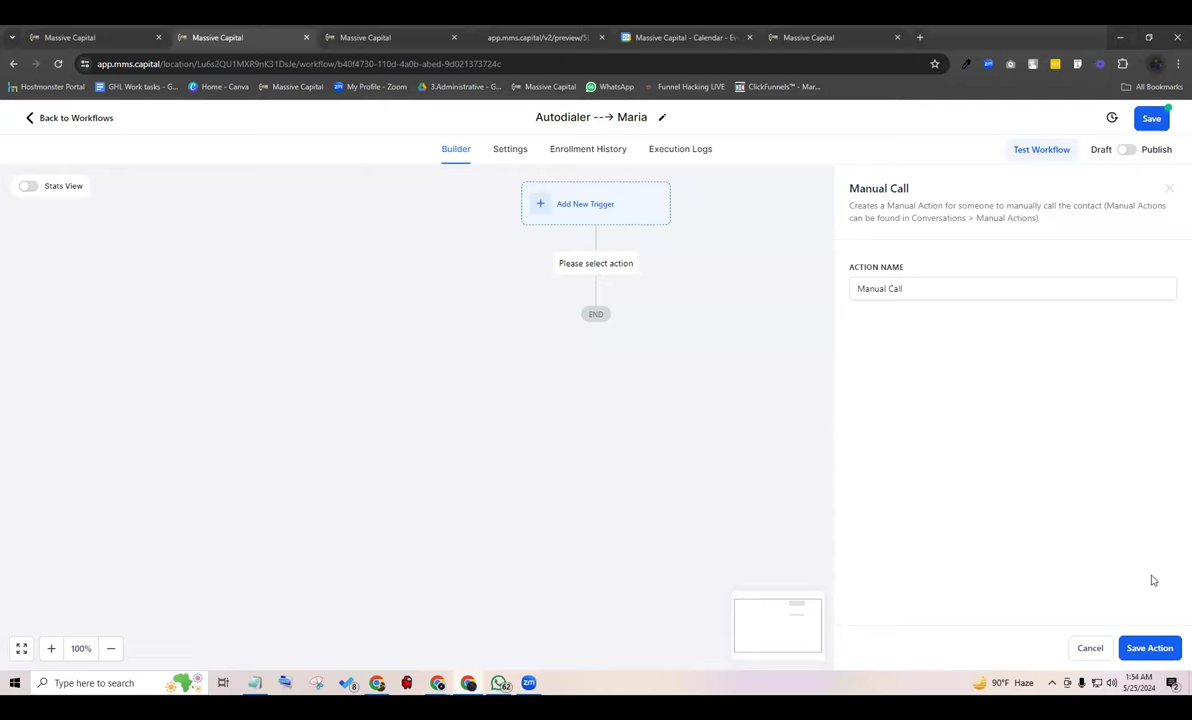 Massive Capital
Massive Capital
Massive Capital
app.mms.capital/v2/preview/5
Massive Capital - Calendar - Ev
Massive Capital
app.mms.capital/location/Lu6s2QU1MXR9nK31DsJe/workflow/b40f4730-110d-4a0b-abed-9d021373724c
Hostmonster Portal
GHL Work tasks - G...
Home - Canva
Massive Capital
My Profile - Zoom
3.Administrative - G...
Massive Capital
WhatsApp
Funnel Hacking LIVE
ClickFunnels™ - Mar...
All Bookmarks
Back to Workflows
Autodialer --→ Maria
Save
Builder
Settings
Enrollment History
Execution Logs
Test Workflow
Draft
Publish
Stats View
Add New Trigger
Please select action
END
Manual Call
Creates a Manual Action for someone to manually call the contact (Manual Actions
can be found in Conversations > Manual Actions)
ACTION NAME
Manual Call
100%
Cancel
Save Action
Type here to search
8
62
zm
90°F Haze
1:54 AM
5/25/2024
2